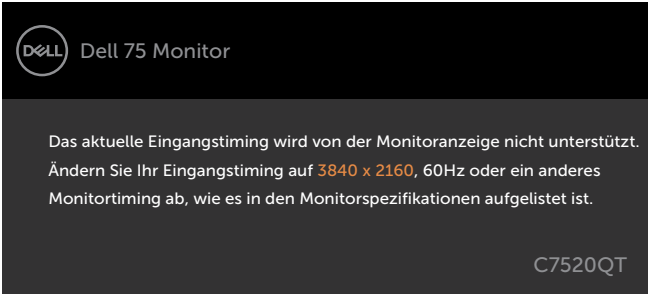 DELL
Dell 75 Monitor
Das aktuelle Eingangstiming wird von der Monitoranzeige nicht unterstützt.
Ändern Sie Ihr Eingangstiming auf 3840 x 2160, 60Hz oder ein anderes
Monitortiming ab, wie es in den Monitorspezifikationen aufgelistet ist.
C7520QT